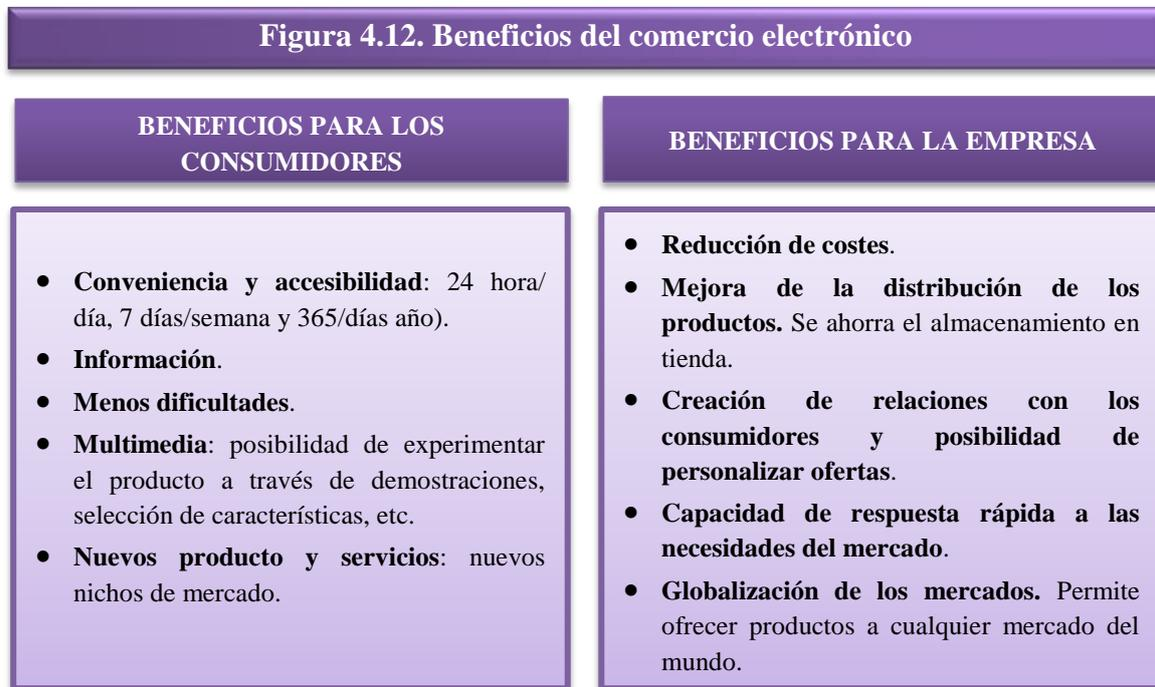 Figura 4.12. Beneficios del comercio electrónico
BENEFICIOS PARA LOS
CONSUMIDORES
• Conveniencia y accesibilidad: 24 hora/
día, 7 días/semana y 365/días año).
• Información.
• Menos dificultades.
• Multimedia: posibilidad de experimentar
el producto a través de demostraciones,
selección de características, etc.
• Nuevos producto y servicios: nuevos
nichos de mercado.
BENEFICIOS PARA LA EMPRESA
• Reducción de costes.
• Mejora de la distribución de los
productos. Se ahorra el almacenamiento en
tienda.
• Creación de relaciones con los
consumidores y posibilidad de
personalizar ofertas.
• Capacidad de respuesta rápida a las
necesidades del mercado.
• Globalización de los mercados. Permite
ofrecer productos a cualquier mercado del
mundo.